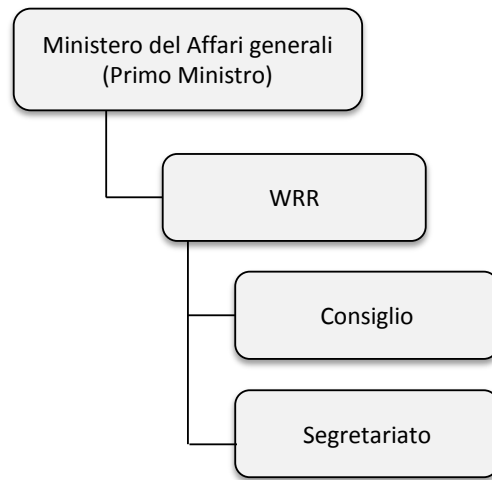 Ministero del Affari generali
(Primo Ministro)
WRR
Consiglio
Segretariato